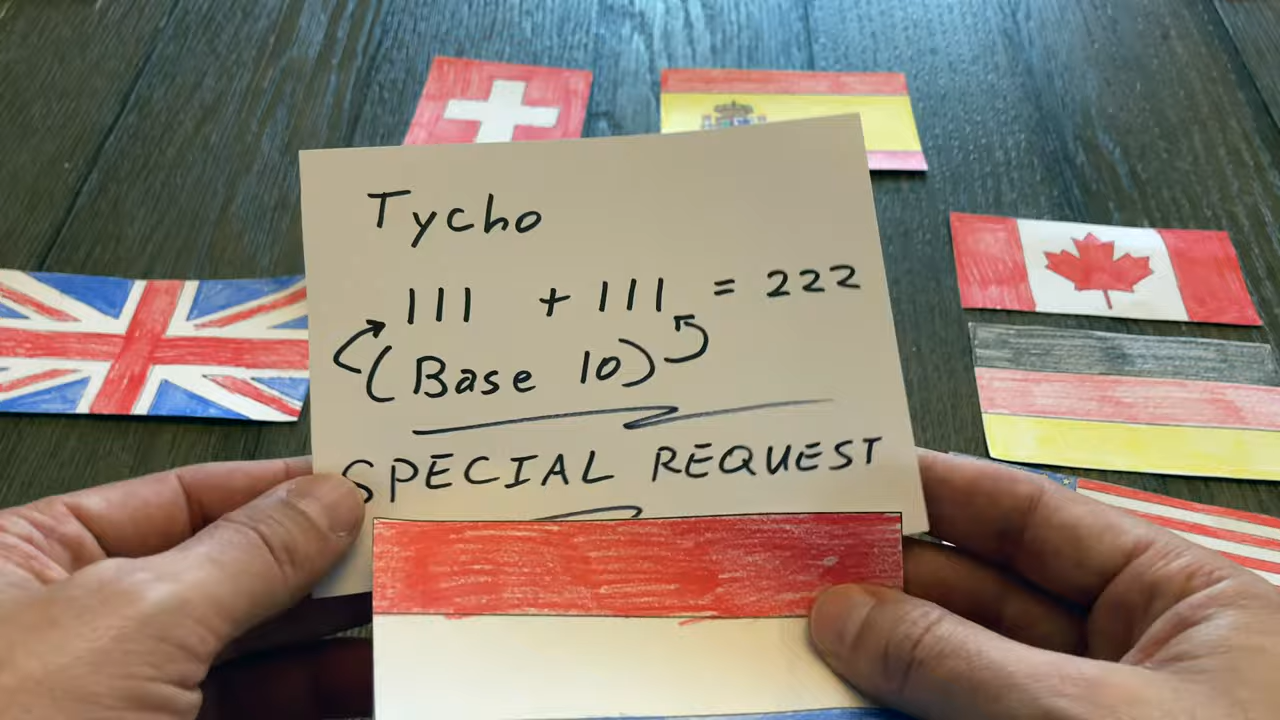 Tycho
111 + 111 = 222
(Base 10)
SPECIAL REQUEST